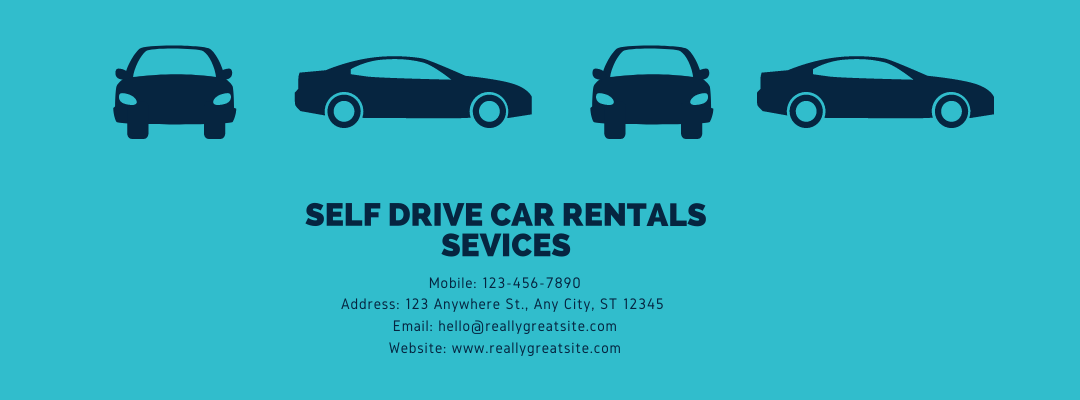 SELF DRIVE CAR RENTALS
SEVICES
Mobile: 123-456-7890
Address: 123 Anywhere St., Any City, ST 12345
Email: hello@reallygreatsite.com
Website: www.reallygreatsite.com